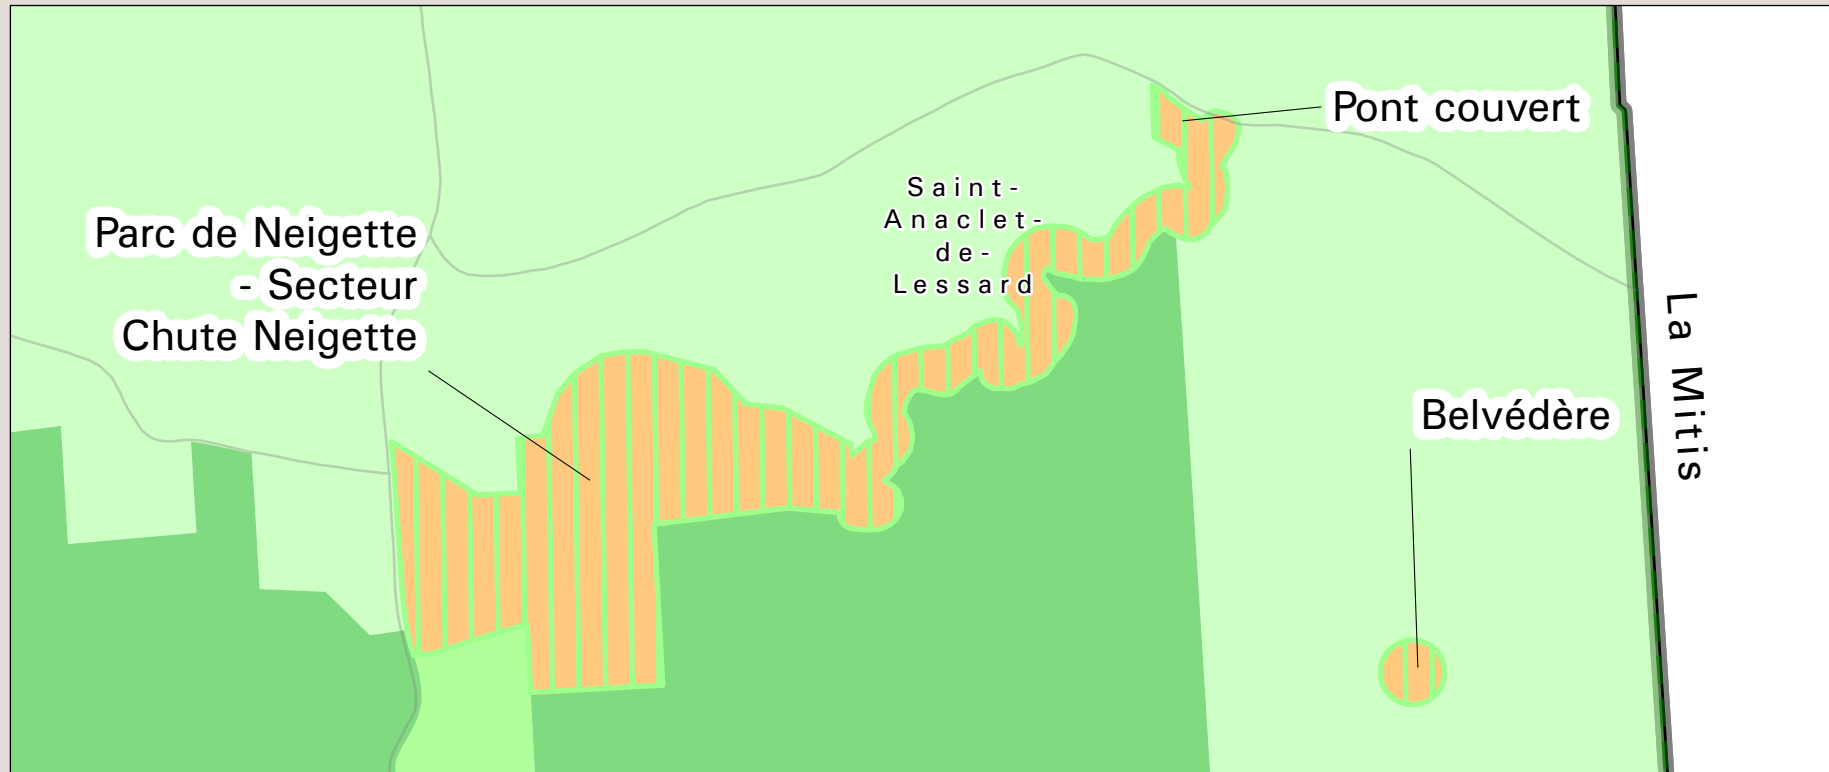 Pont couvert
Saint-
Anaclet-
de-
Lessard
Parc de Neigette
- Secteur
Chute Neigette
La Mitis
Belvédère